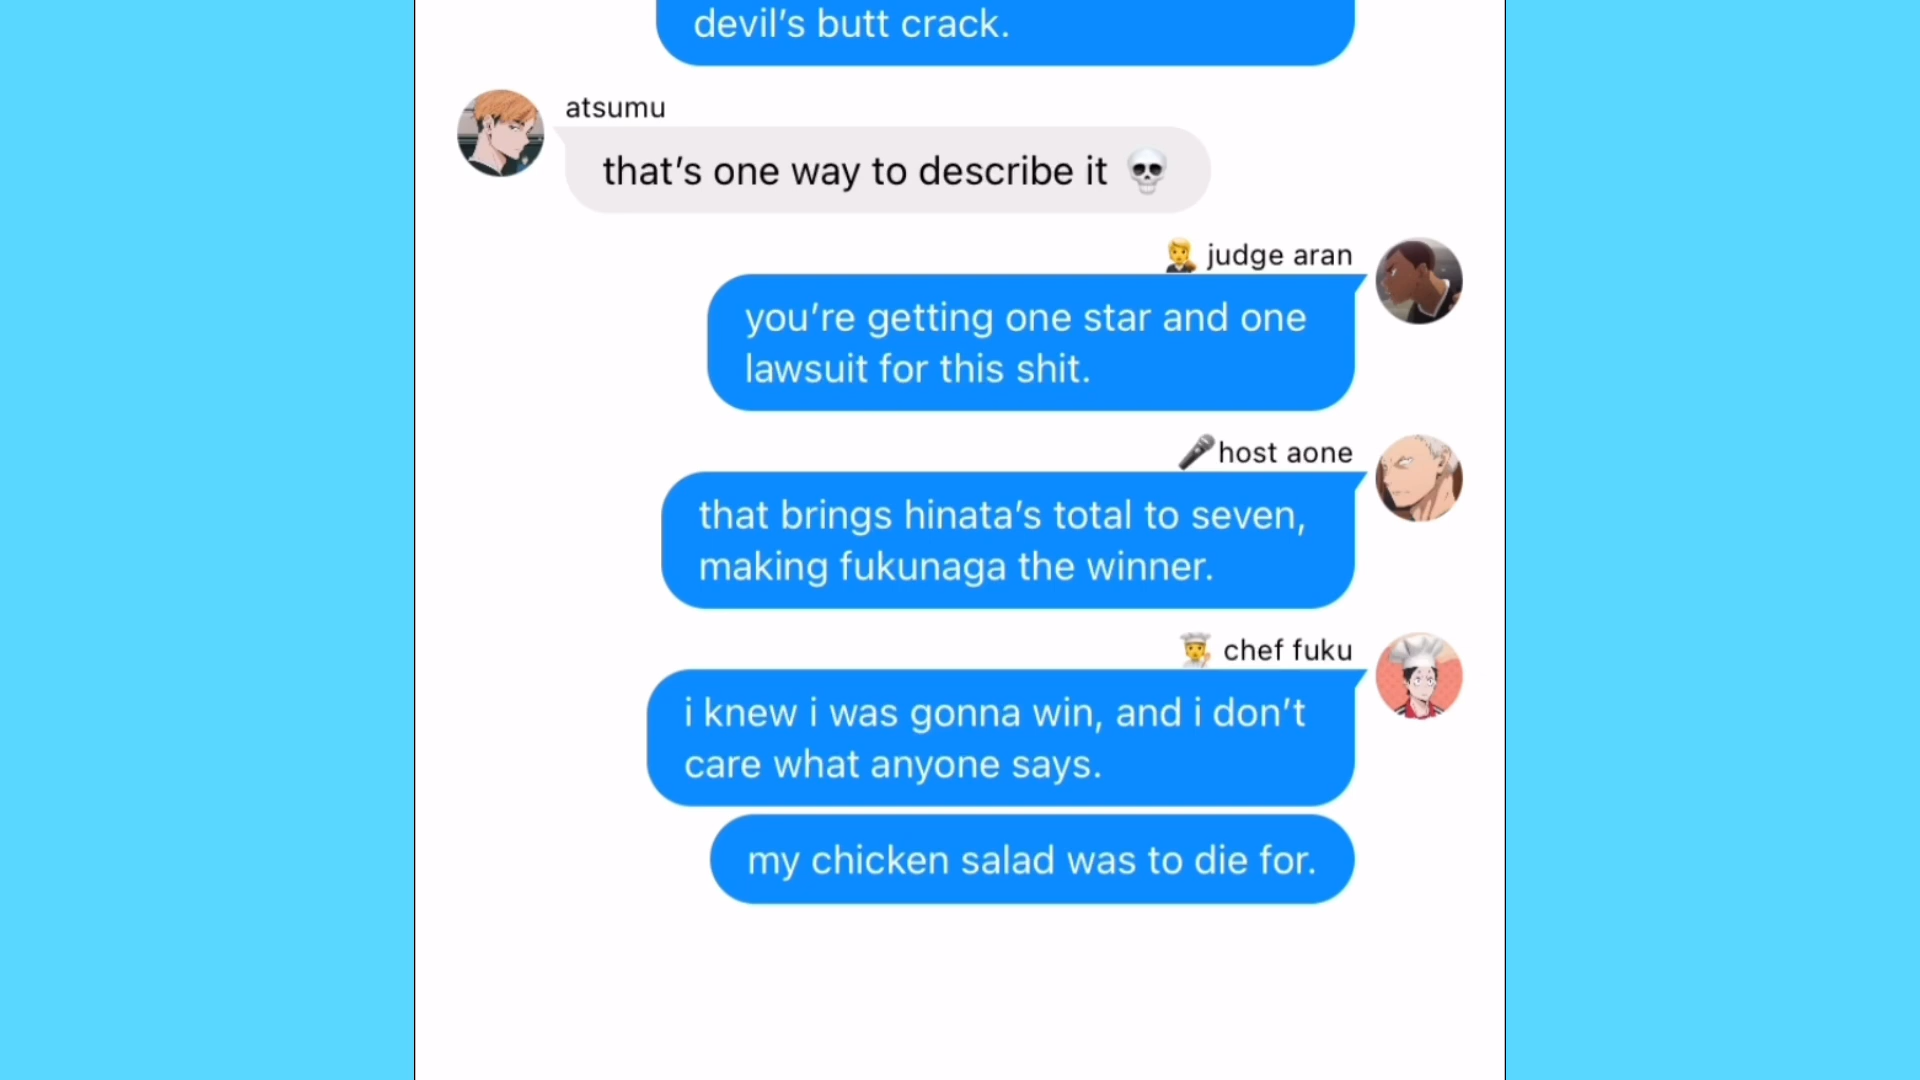 devil’s butt crack.
atsumu
that’s one way to describe it 💀
🧑‍⚖️ judge aran
you’re getting one star and one
lawsuit for this shit.
🎤host aone
that brings hinata’s total to seven,
making fukunaga the winner.
🧑‍🍳 chef fuku
i knew i was gonna win, and i don’t
care what anyone says.
my chicken salad was to die for.